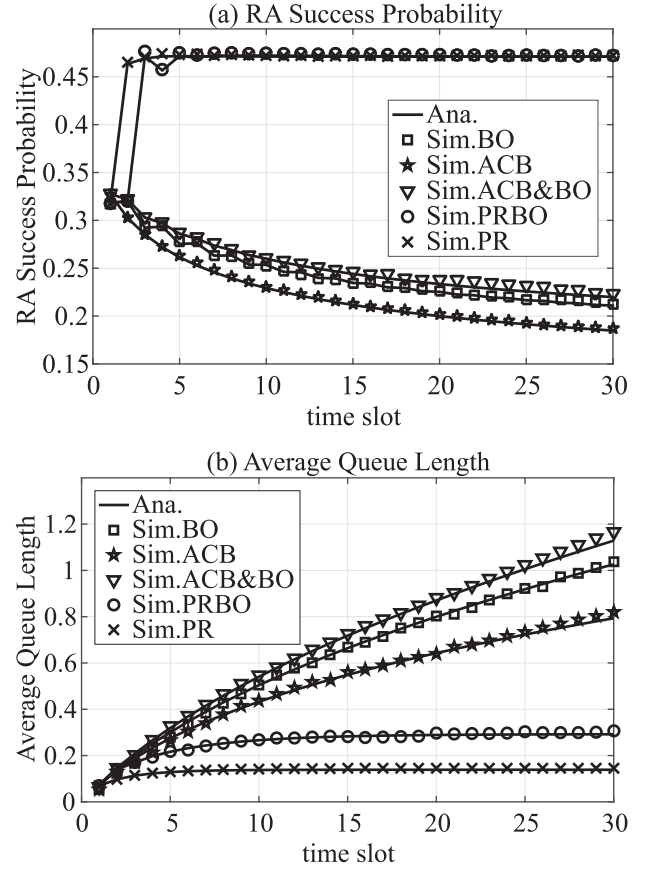 (a) RA Success Probability
RA Success Probability
0.45
0.4
0.35
0.3
0.25
0.2
0.15
Ana.
Sim.BO
Sim.ACB
Sim.ACB&BO
Sim.PRBO
Sim.PR
0 5 10 15 20 25 30
time slot
(b) Average Queue Length
Average Queue Length
1.2
1
0.8
0.6
0.4
0.2
0
Ana.
Sim.BO
Sim.ACB
Sim.ACB&BO
Sim.PRBO
Sim.PR
0 5 10 15 20 25 30
time slot